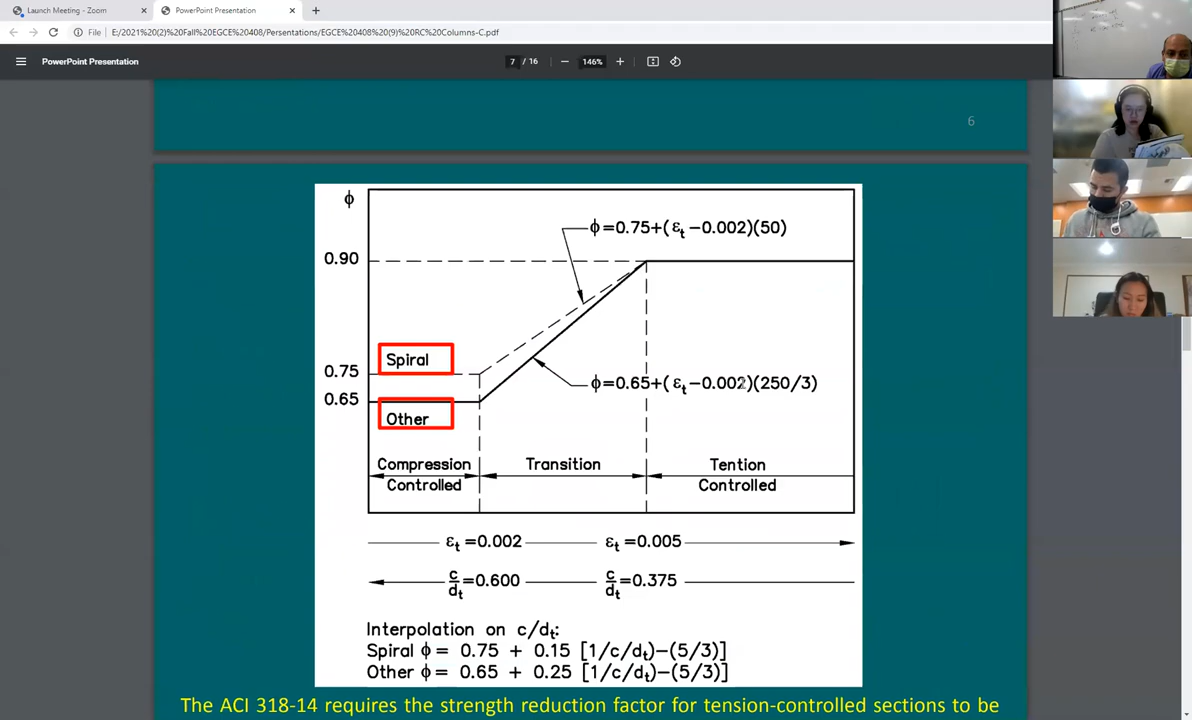 Launch Meeting - Zoom
PowerPoint Presentation
File
E:/2021%20(2)%20Fall%20EGCE%20408/Persentations/EGCE%20408%20(9)%20RC%20Columns-C.pdf
PowerPoint Presentation
7 / 16
146%
6
ϕ
ϕ=0.75+(εt−0.002)(50)
0.90
Spiral
0.75
ϕ=0.65+(εt−0.002)(250/3)
0.65
Other
Compression
Controlled
Transition
Tention
Controlled
εt=0.002
εt=0.005
c/dt=0.600
c/dt=0.375
Interpolation on c/dt:
Spiral ϕ= 0.75 + 0.15 [1/c/dt)−(5/3)]
Other ϕ= 0.65 + 0.25 [1/c/dt)−(5/3)]
The ACI 318-14 requires the strength reduction factor for tension-controlled sections to be